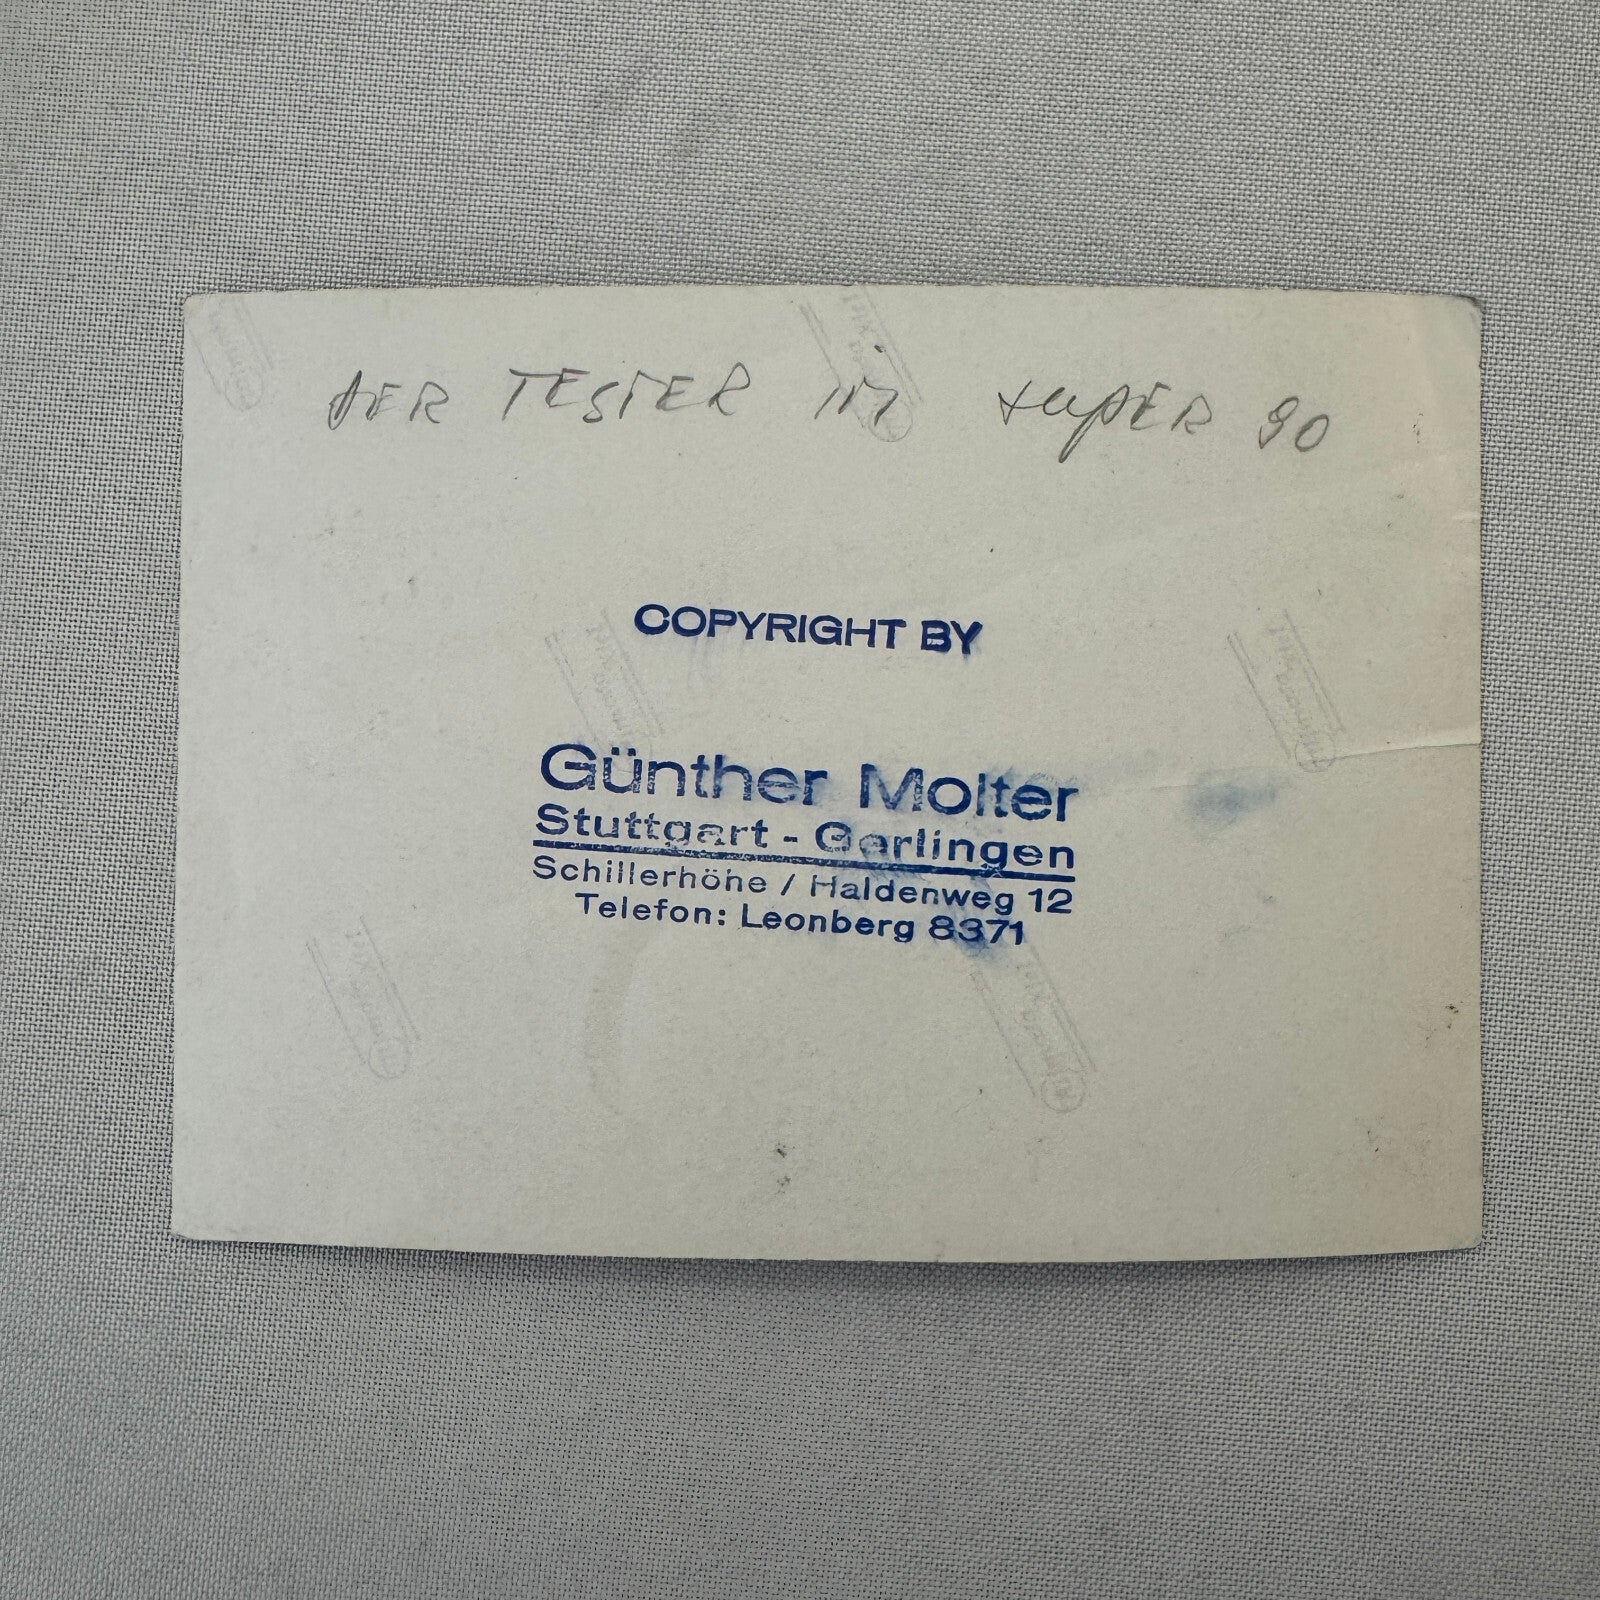 DER TESTER im super 90
COPYRIGHT BY
Günther Molter
Stuttgart - Gerlingen
Schillerhöhe / Haldenweg 12
Telefon: Leonberg 8371